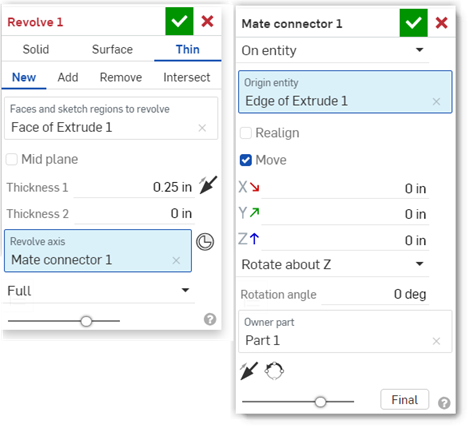 Revolve 1
Solid Surface Thin
New Add Remove Intersect
Faces and sketch regions to revolve
Face of Extrude 1
Mid plane
Thickness 1 0.25 in
Thickness 2 0 in
Revolve axis
Mate connector 1
Full
Mate connector 1
On entity
Origin entity
Edge of Extrude 1
Realign
Move
X 0 in
Y 0 in
Z 0 in
Rotate about Z
Rotation angle 0 deg
Owner part
Part 1
Final